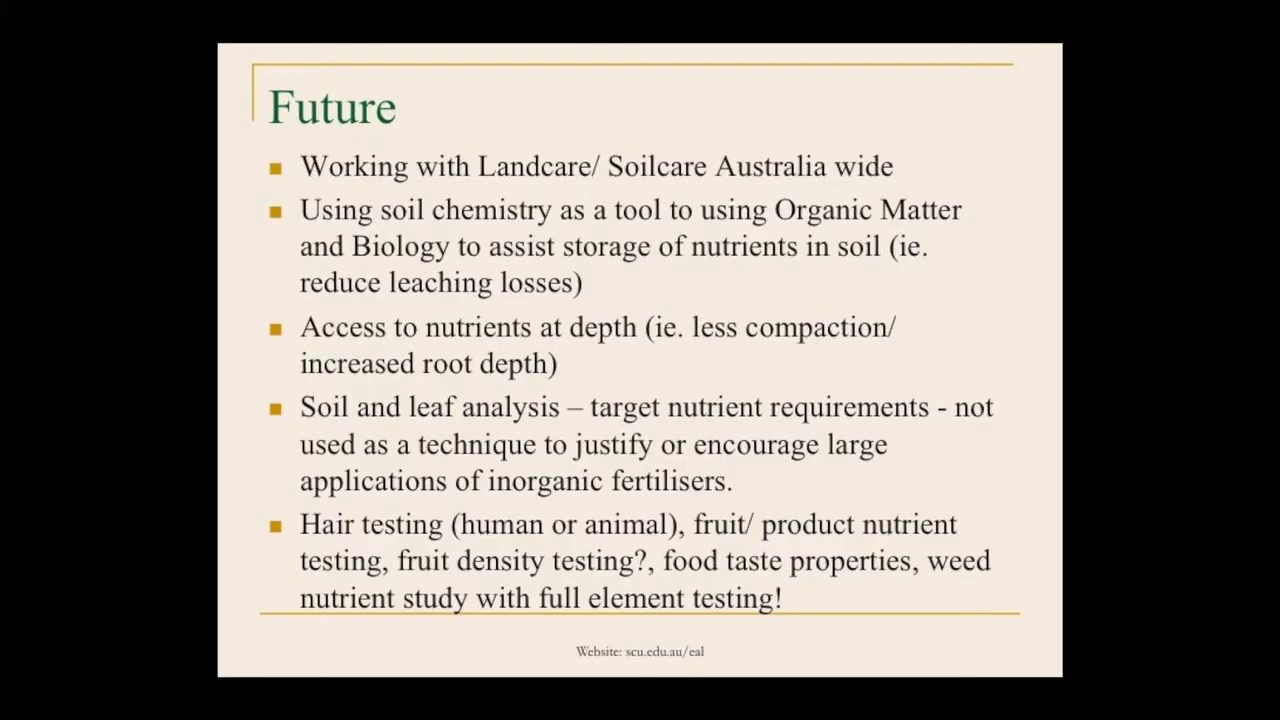 Future
Working with Landcare/ Soilcare Australia wide
Using soil chemistry as a tool to using Organic Matter
and Biology to assist storage of nutrients in soil (ie.
reduce leaching losses)
Access to nutrients at depth (ie. less compaction/
increased root depth)
Soil and leaf analysis – target nutrient requirements - not
used as a technique to justify or encourage large
applications of inorganic fertilisers.
Hair testing (human or animal), fruit/ product nutrient
testing, fruit density testing?, food taste properties, weed
nutrient study with full element testing!
Website: scu.edu.au/eal